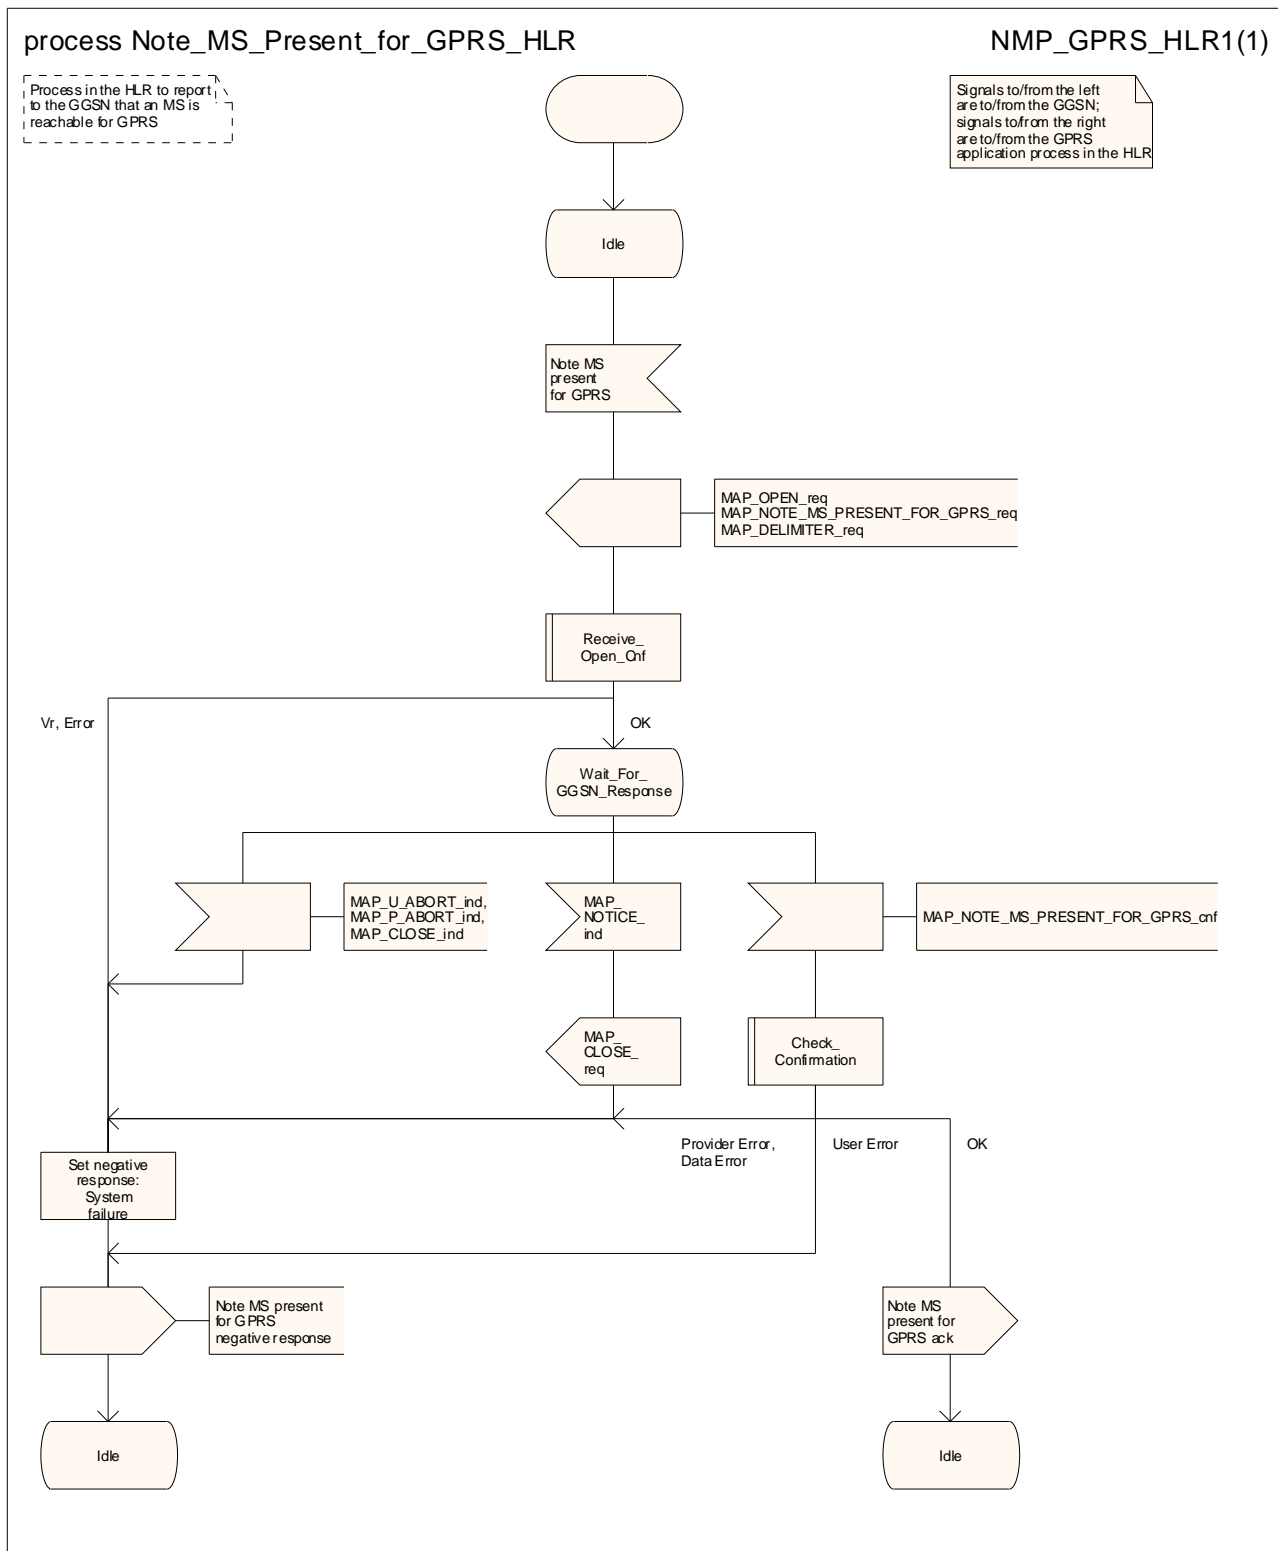 process Note_MS_Present_for_GPRS_HLR
NMP_GPRS_HLR1(1)
Process in the HLR to report
to the GGSN that an MS is
reachable for GPRS
Signals to/from the left
are to/from the GGSN;
signals to/from the right
are to/from the GPRS
application process in the HLR
Idle
Note MS
present
for GPRS
MAP_OPEN_req
MAP_NOTE_MS_PRESENT_FOR_GPRS_req
MAP_DELIMITER_req
Receive_
Open_Cnf
Vr, Error
OK
Wait_For_
GGSN_Response
MAP_U_ABORT_ind,
MAP_P_ABORT_ind,
MAP_CLOSE_ind
MAP_
NOTICE_
ind
MAP_NOTE_MS_PRESENT_FOR_GPRS_cnf
MAP_
CLOSE_
req
Check_
Confirmation
Provider Error,
Data Error
User Error
OK
Set negative
response:
System
failure
Note MS present
for GPRS
negative response
Note MS
present for
GPRS ack
Idle
Idle